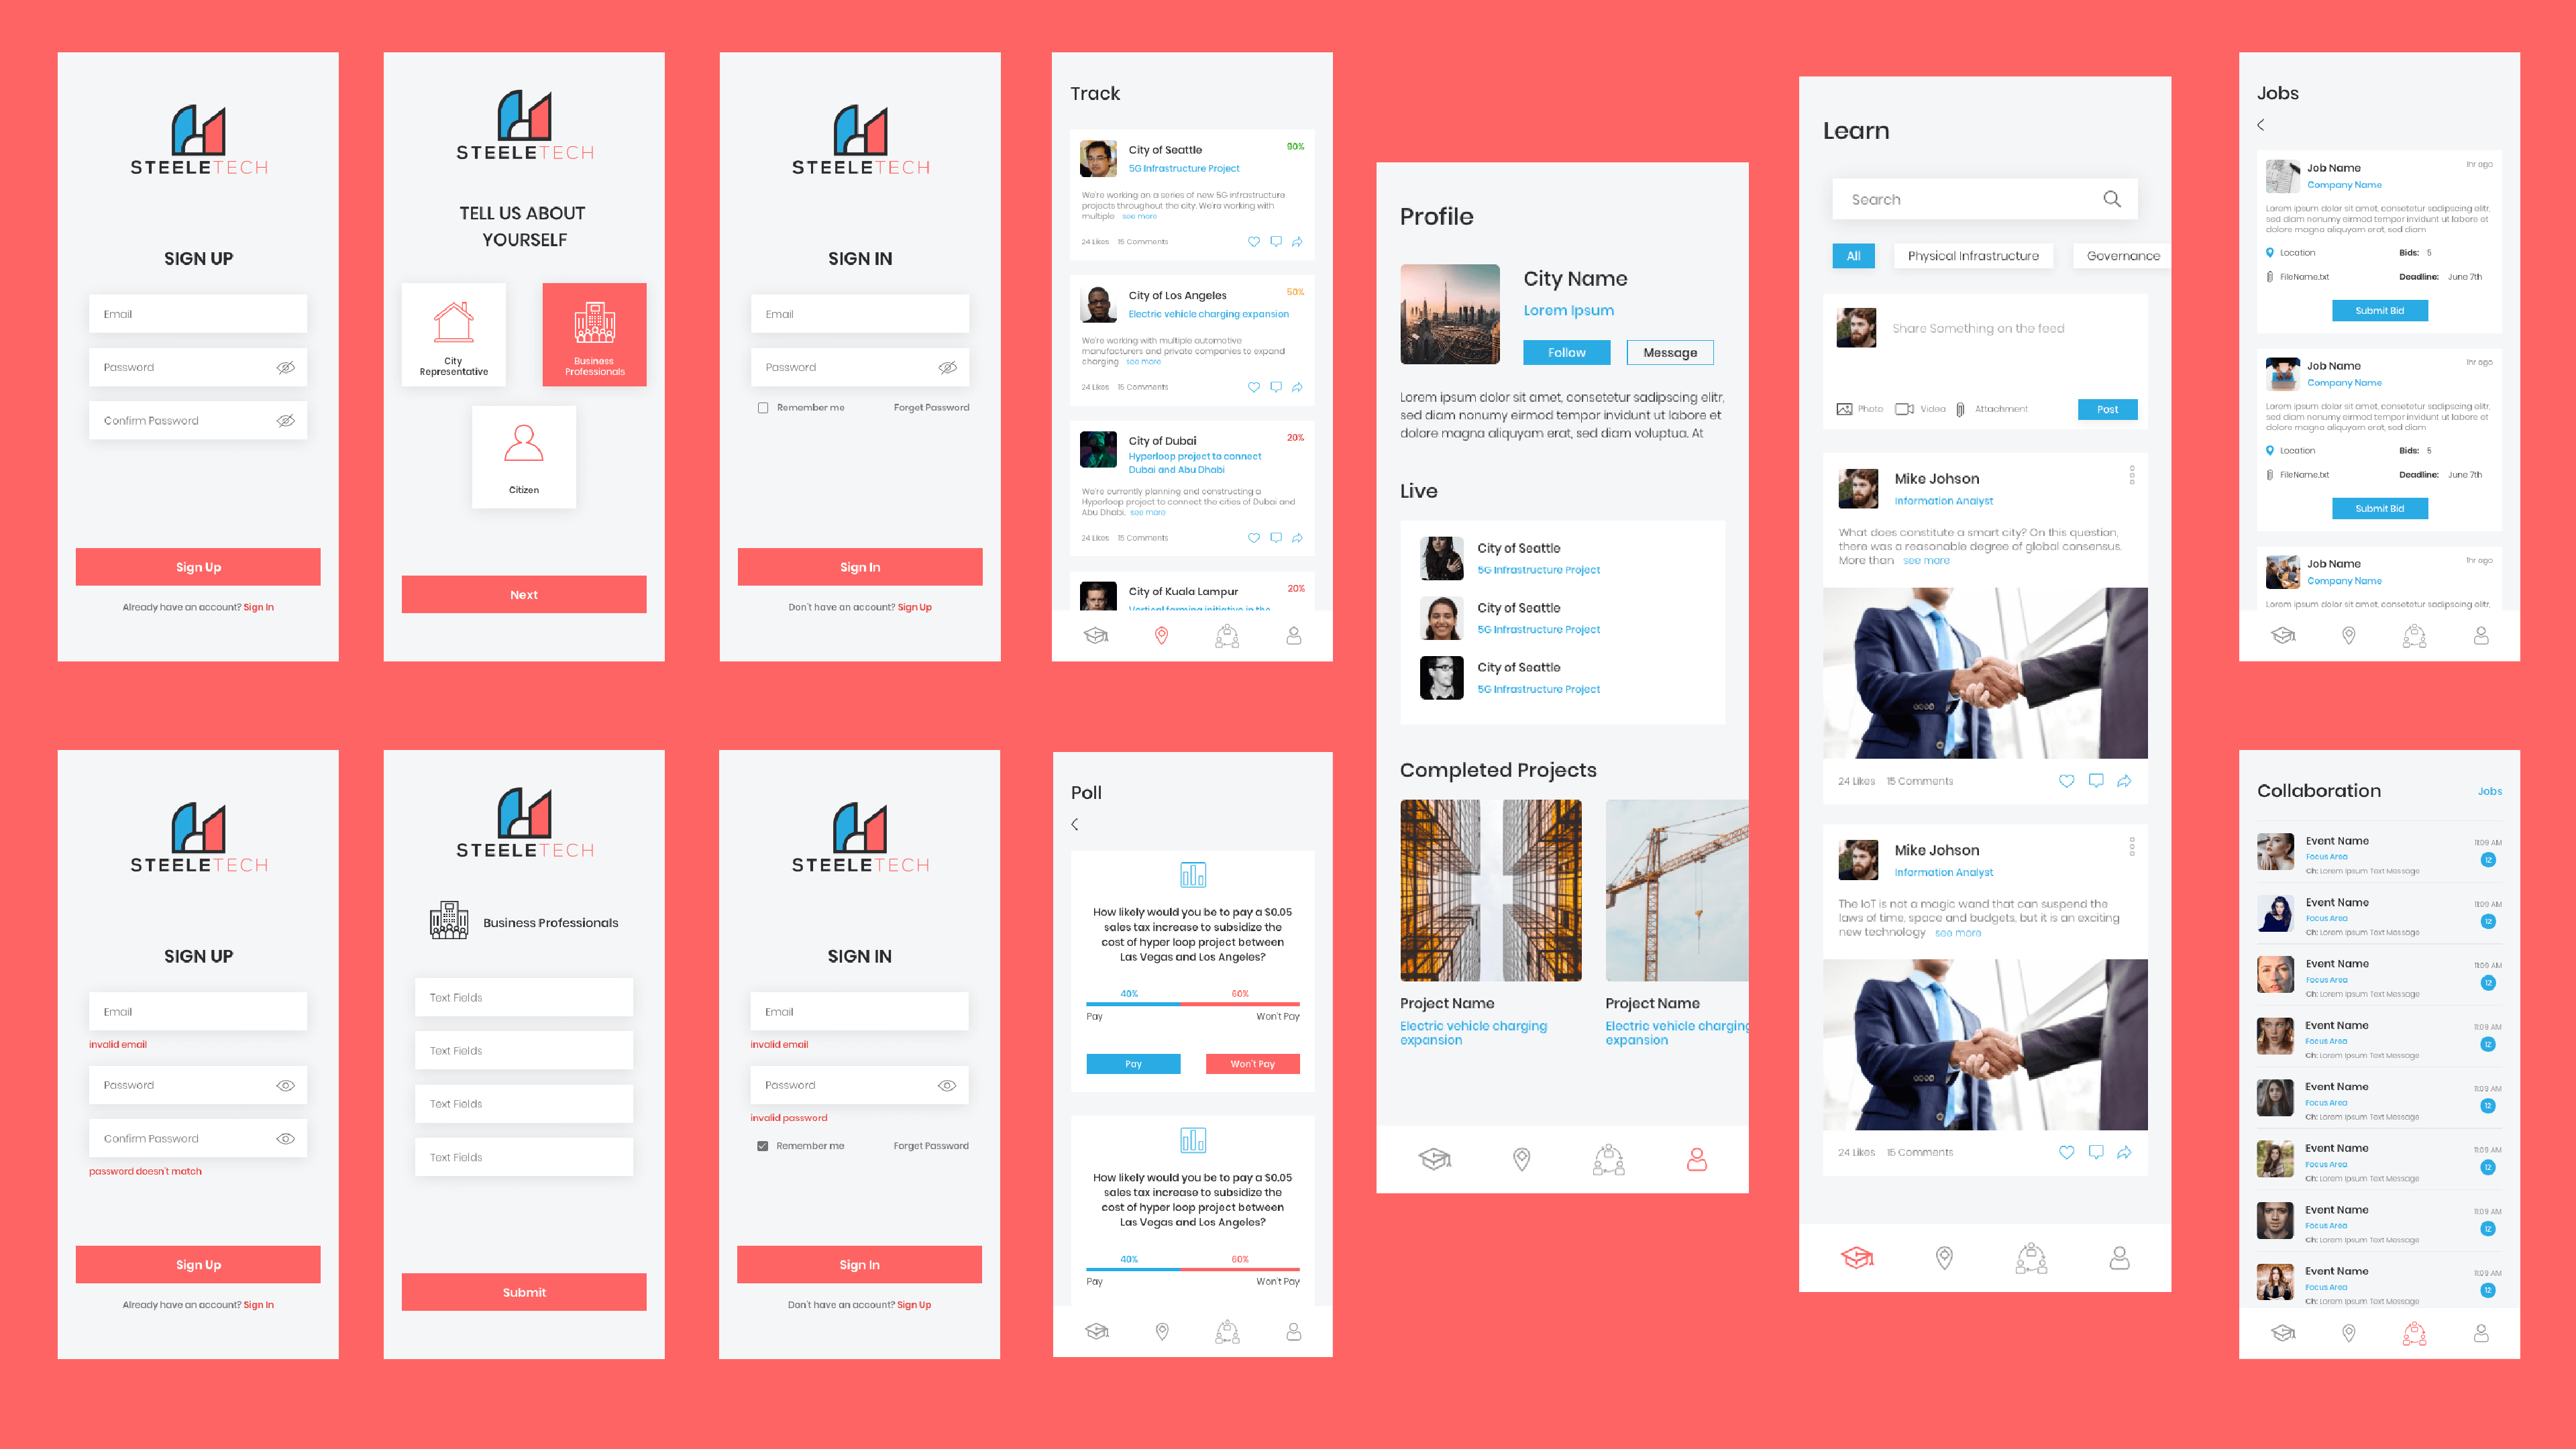 STEELETECH
SIGN UP
Email
Password
Confirm Password
Sign Up
Already have an account? Sign In
STEELETECH
TELL US ABOUT
YOURSELF
City
Representative
Business
Professionals
Citizen
Next
STEELETECH
SIGN IN
Email
Password
Remember me
Forget Password
Sign In
Don't have an account? Sign Up
Track
City of Seattle
90%
5G Infrastructure Project
We're working on a series of new 5G infrastructure
projects throughout the city. We're working with
multiple see more
24 Likes 15 Comments
City of Los Angeles
50%
Electric vehicle charging expansion
We're working with multiple automotive
manufacturers and private companies to expand
charging see more
24 Likes 15 Comments
City of Dubai
20%
Hyperloop project to connect
Dubai and Abu Dhabi
We're currently planning and constructing a
Hyperloop project to connect the cities of Dubai and
Abu Dhabi. see more
24 Likes 15 Comments
City of Kuala Lampur
20%
Vertical farming initiative in the
Profile
City Name
Lorem Ipsum
Follow
Message
Lorem ipsum dolor sit amet, consetetur sadipscing elitr,
sed diam nonumy eirmod tempor invidunt ut labore et
dolore magna aliquyam erat, sed diam voluptua. At
Live
City of Seattle
5G Infrastructure Project
City of Seattle
5G Infrastructure Project
City of Seattle
5G Infrastructure Project
Completed Projects
Project Name
Electric vehicle charging
expansion
Project Name
Electric vehicle charging
expansion
Learn
Search
All
Physical Infrastructure
Governance
Share Something on the feed
Photo
Video
Attachment
Post
Mike Johson
Information Analyst
What does constitute a smart city? On this question,
there was a reasonable degree of global consensus.
More than see more
24 Likes 15 Comments
Mike Johson
Information Analyst
The IoT is not a magic wand that can suspend the
laws of time, space and budgets, but it is an exciting
new technology see more
24 Likes 15 Comments
Jobs
Job Name
1hr ago
Company Name
Lorem ipsum dolor sit amet, consetetur sadipscing elitr,
sed diam nonumy eirmod tempor invidunt ut labore et
dolore magna aliquyam erat, sed diam
Location
Bids: 5
FileName.txt
Deadline: June 7th
Submit Bid
Job Name
1hr ago
Company Name
Lorem ipsum dolor sit amet, consetetur sadipscing elitr,
sed diam nonumy eirmod tempor invidunt ut labore et
dolore magna aliquyam erat, sed diam
Location
Bids: 5
FileName.txt
Deadline: June 7th
Submit Bid
Job Name
1hr ago
Company Name
Lorem ipsum dolor sit amet, consetetur sadipscing elitr,
STEELETECH
SIGN UP
Email
invalid email
Password
Confirm Password
password doesn't match
Sign Up
Already have an account? Sign In
STEELETECH
Business Professionals
Text Fields
Text Fields
Text Fields
Text Fields
Submit
STEELETECH
SIGN IN
Email
invalid email
Password
invalid password
Remember me
Forget Password
Sign In
Don't have an account? Sign Up
Poll
How likely would you be to pay a $0.05
sales tax increase to subsidize the
cost of hyper loop project between
Las Vegas and Los Angeles?
40%
60%
Pay
Won't Pay
Pay
Won't Pay
How likely would you be to pay a $0.05
sales tax increase to subsidize the
cost of hyper loop project between
Las Vegas and Los Angeles?
40%
60%
Pay
Won't Pay
Collaboration
Jobs
Event Name
11:09 AM
Focus Area
12
Ch: Lorem Ipsum Text Message
Event Name
11:09 AM
Focus Area
12
Ch: Lorem Ipsum Text Message
Event Name
11:09 AM
Focus Area
12
Ch: Lorem Ipsum Text Message
Event Name
11:09 AM
Focus Area
12
Ch: Lorem Ipsum Text Message
Event Name
11:09 AM
Focus Area
12
Ch: Lorem Ipsum Text Message
Event Name
11:09 AM
Focus Area
12
Ch: Lorem Ipsum Text Message
Event Name
11:09 AM
Focus Area
12
Ch: Lorem Ipsum Text Message
Event Name
11:09 AM
Focus Area
12
Ch: Lorem Ipsum Text Message